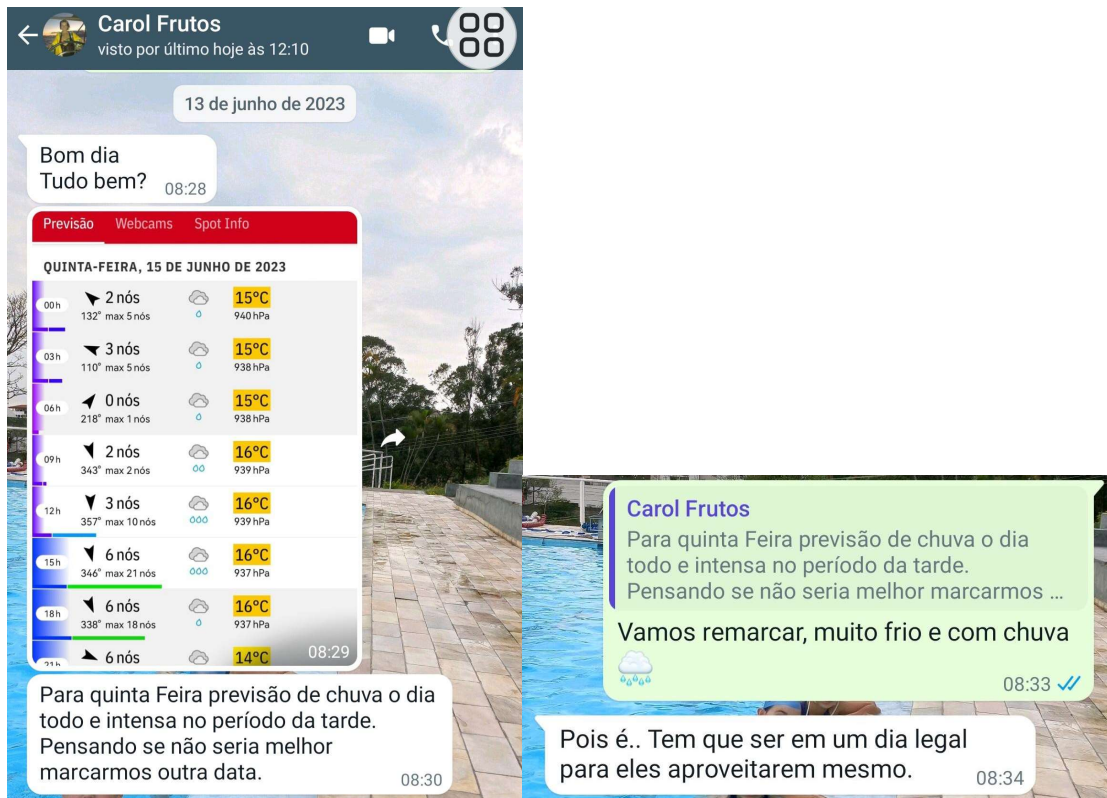 Carol Frutos
visto por último hoje às 12:10
13 de junho de 2023
Bom dia
Tudo bem? 08:28
Previsão Webcams Spot Info
QUINTA-FEIRA, 15 DE JUNHO DE 2023
00h 2 nós 15°C
132° max 5 nós 940 hPa
03h 3 nós 15°C
110° max 5 nós 938 hPa
06h 0 nós 15°C
218° max 1 nós 938 hPa
09h 2 nós 16°C
343° max 2 nós 939 hPa
12h 3 nós 16°C
357° max 10 nós 939 hPa
15h 6 nós 16°C
346° max 21 nós 937 hPa
18h 6 nós 16°C
338° max 18 nós 937 hPa
21h 6 nós 14°C 08:29
Para quinta Feira previsão de chuva o dia
todo e intensa no período da tarde.
Pensando se não seria melhor
marcarmos outra data. 08:30
Carol Frutos
Para quinta Feira previsão de chuva o dia
todo e intensa no período da tarde.
Pensando se não seria melhor marcarmos ...
Vamos remarcar, muito frio e com chuva
🌧️
08:33
Pois é.. Tem que ser em um dia legal
para eles aproveitarem mesmo. 08:34